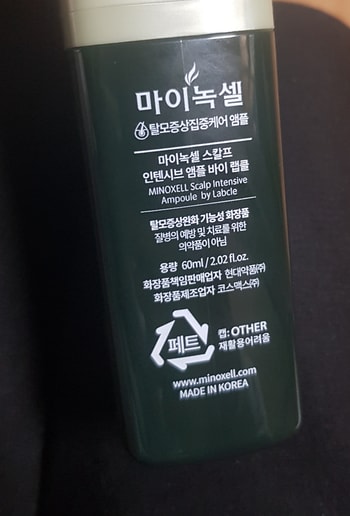 마이녹셀
탈모증상집중케어 앰플
마이녹셀 스칼프
인텐시브 앰플 바이 랩클
MINOXELL Scalp Intensive
Ampoule by Labcle
탈모증상완화 기능성 화장품
질병의 예방 및 치료를 위한
의약품이 아님
용량 60ml / 2.02 fl.oz.
화장품책임판매업자 현대약품㈜
화장품제조업자 코스맥스㈜
페트
캡: OTHER
재활용어려움
www.minoxell.com
MADE IN KOREA